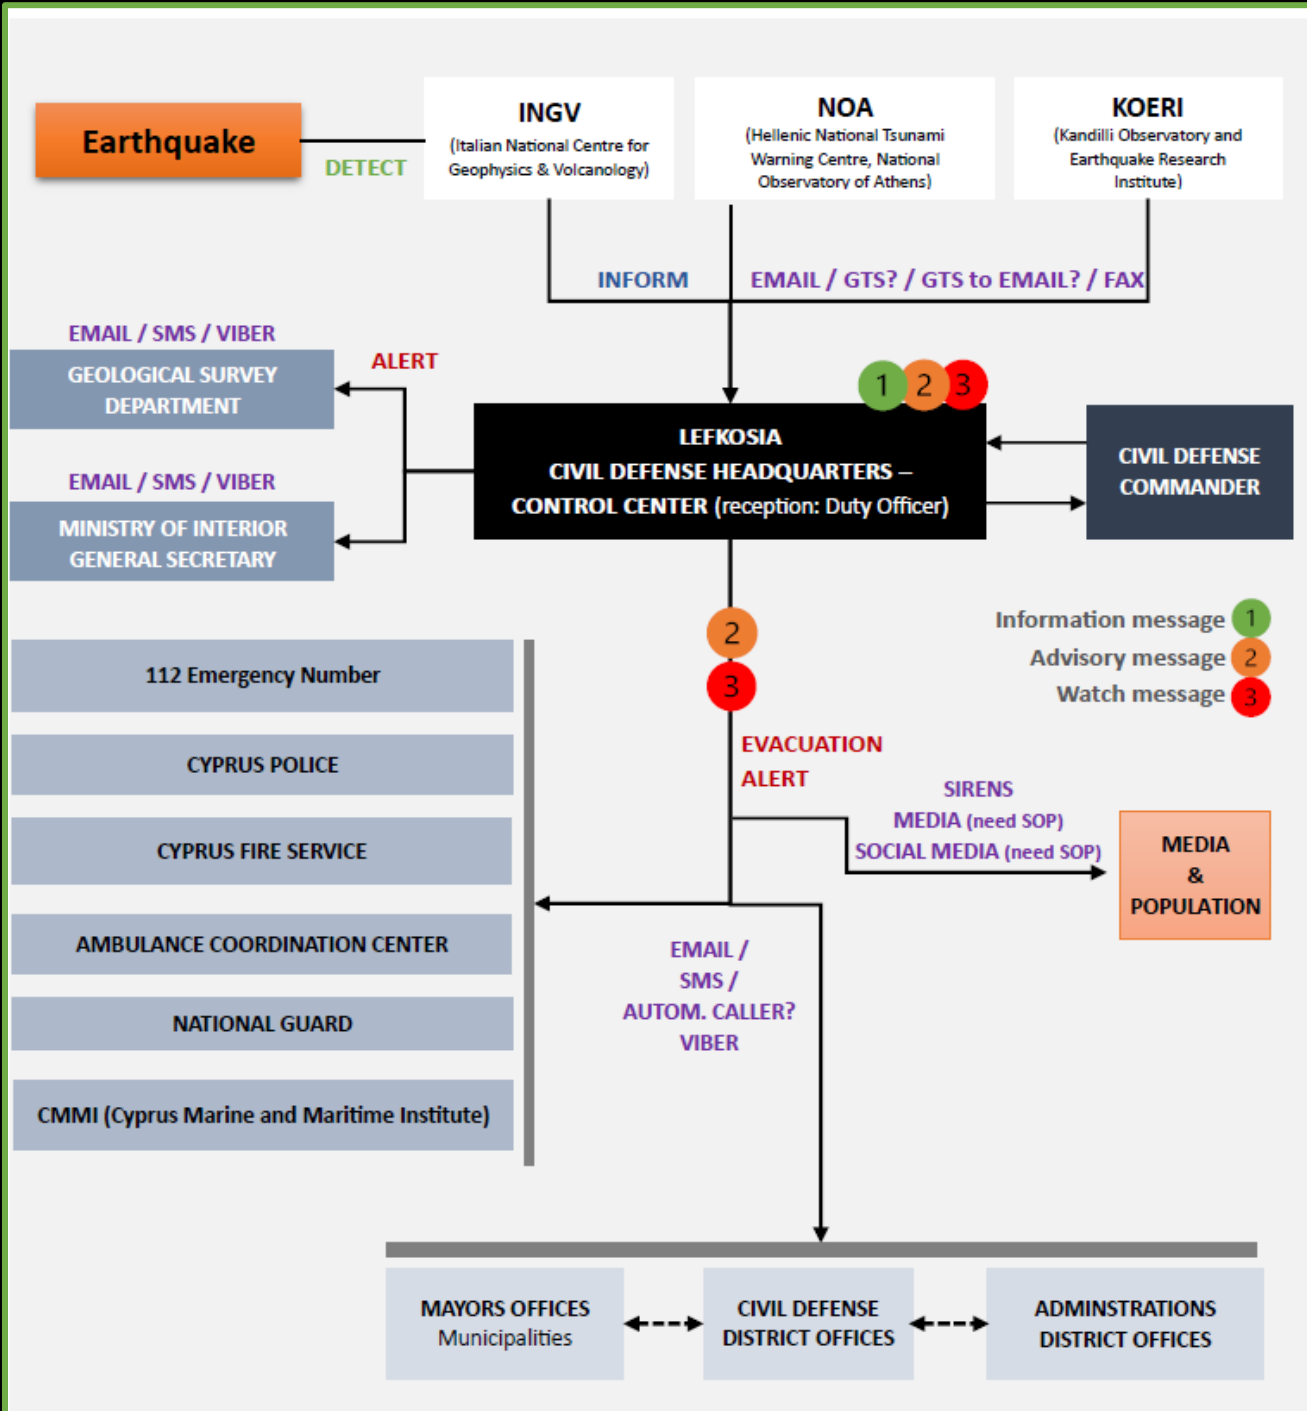 Earthquake
DETECT
INGV
(Italian National Centre for
Geophysics & Volcanology)
NOA
(Hellenic National Tsunami
Warning Centre, National
Observatory of Athens)
KOERI
(Kandilli Observatory and
Earthquake Research
Institute)
INFORM
EMAIL / GTS? / GTS to EMAIL? / FAX
EMAIL / SMS / VIBER
GEOLOGICAL SURVEY
DEPARTMENT
ALERT
EMAIL / SMS / VIBER
MINISTRY OF INTERIOR
GENERAL SECRETARY
1 2 3
LEFKOSIA
CIVIL DEFENSE HEADQUARTERS –
CONTROL CENTER (reception: Duty Officer)
CIVIL DEFENSE
COMMANDER
2
3
Information message 1
Advisory message 2
Watch message 3
112 Emergency Number
CYPRUS POLICE
CYPRUS FIRE SERVICE
AMBULANCE COORDINATION CENTER
NATIONAL GUARD
CMMI (Cyprus Marine and Maritime Institute)
EVACUATION
ALERT
SIRENS
MEDIA (need SOP)
SOCIAL MEDIA (need SOP)
MEDIA
&
POPULATION
EMAIL /
SMS /
AUTOM. CALLER?
VIBER
MAYORS OFFICES
Municipalities
CIVIL DEFENSE
DISTRICT OFFICES
ADMINSTRATIONS
DISTRICT OFFICES